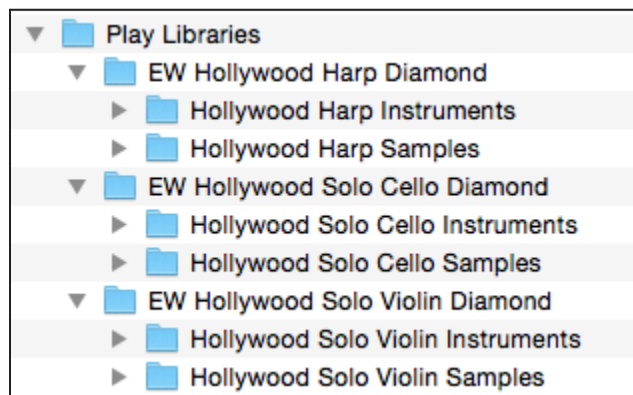 Play Libraries
EW Hollywood Harp Diamond
Hollywood Harp Instruments
Hollywood Harp Samples
EW Hollywood Solo Cello Diamond
Hollywood Solo Cello Instruments
Hollywood Solo Cello Samples
EW Hollywood Solo Violin Diamond
Hollywood Solo Violin Instruments
Hollywood Solo Violin Samples